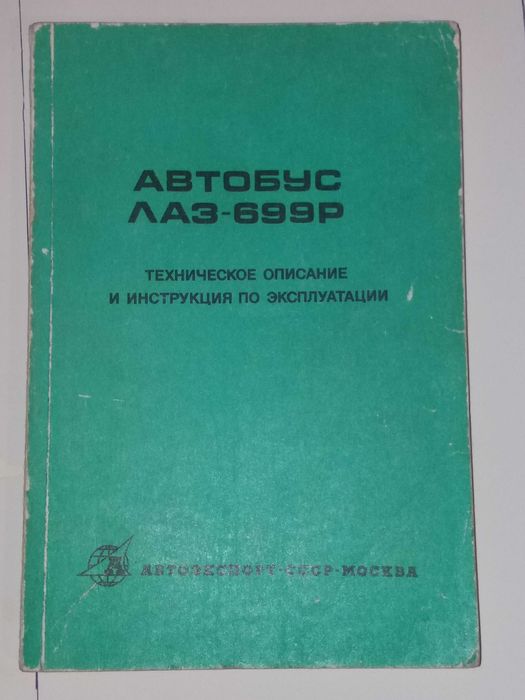 АВТОБУС
ЛАЗ-699Р
ТЕХНИЧЕСКОЕ ОПИСАНИЕ
И ИНСТРУКЦИЯ ПО ЭКСПЛУАТАЦИИ
АВТОЭКСПОРТ·СССР·МОСКВА